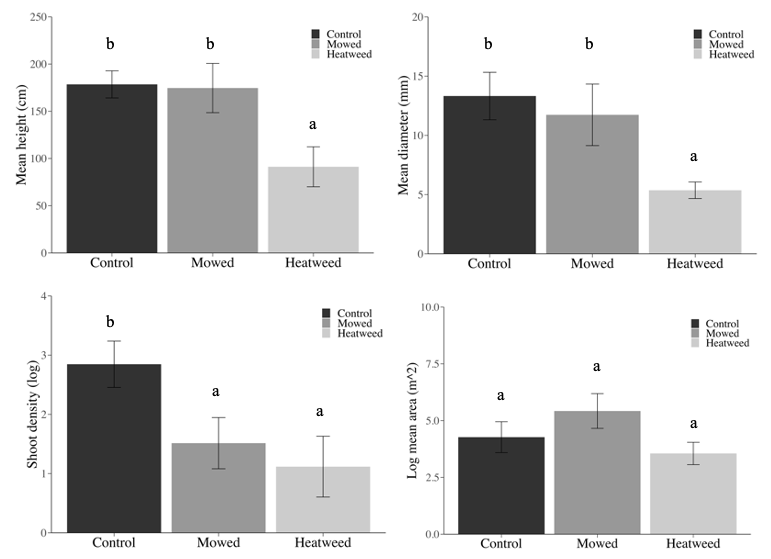 250
200
150
100
50
0
Mean height (cm)
b
b
a
Control
Mowed
Heatweed
Control
Mowed
Heatweed
20
15
10
5
0
Mean diameter (mm)
b
b
a
Control
Mowed
Heatweed
Control
Mowed
Heatweed
4
3
2
1
0
Shoot density (log)
b
a
a
Control
Mowed
Heatweed
Control
Mowed
Heatweed
10.0
7.5
5.0
2.5
0.0
Log mean area (m^2)
a
a
a
Control
Mowed
Heatweed
Control
Mowed
Heatweed